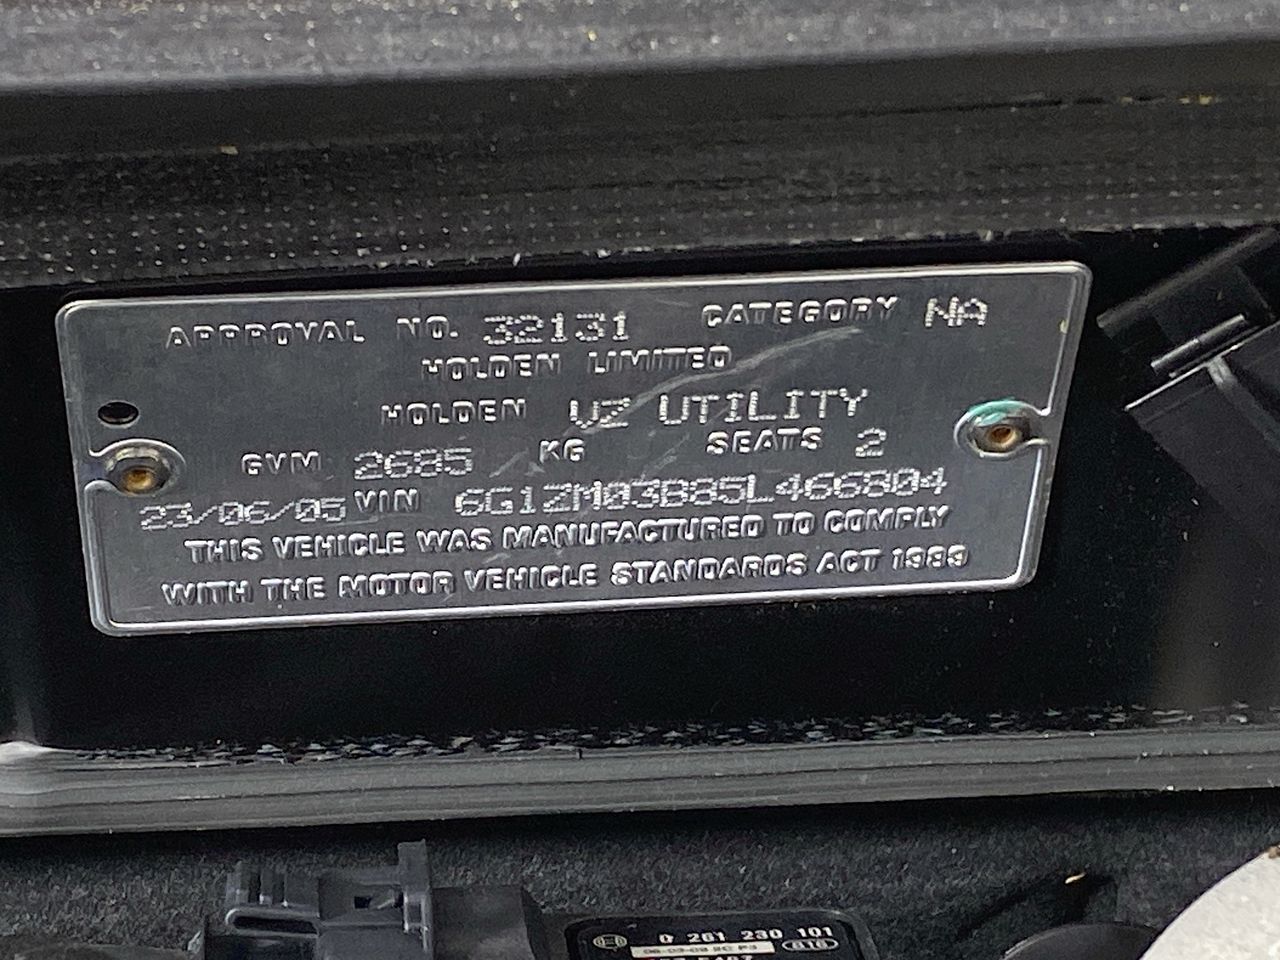 APPROVAL NO. 32131 CATEGORY NA
HOLDEN LIMITED
HOLDEN VZ UTILITY
GVM 2685 KG SEATS 2
23/06/05 VIN 6G1ZM03B85L466804
THIS VEHICLE WAS MANUFACTURED TO COMPLY
WITH THE MOTOR VEHICLE STANDARDS ACT 1989
0 261 230 101